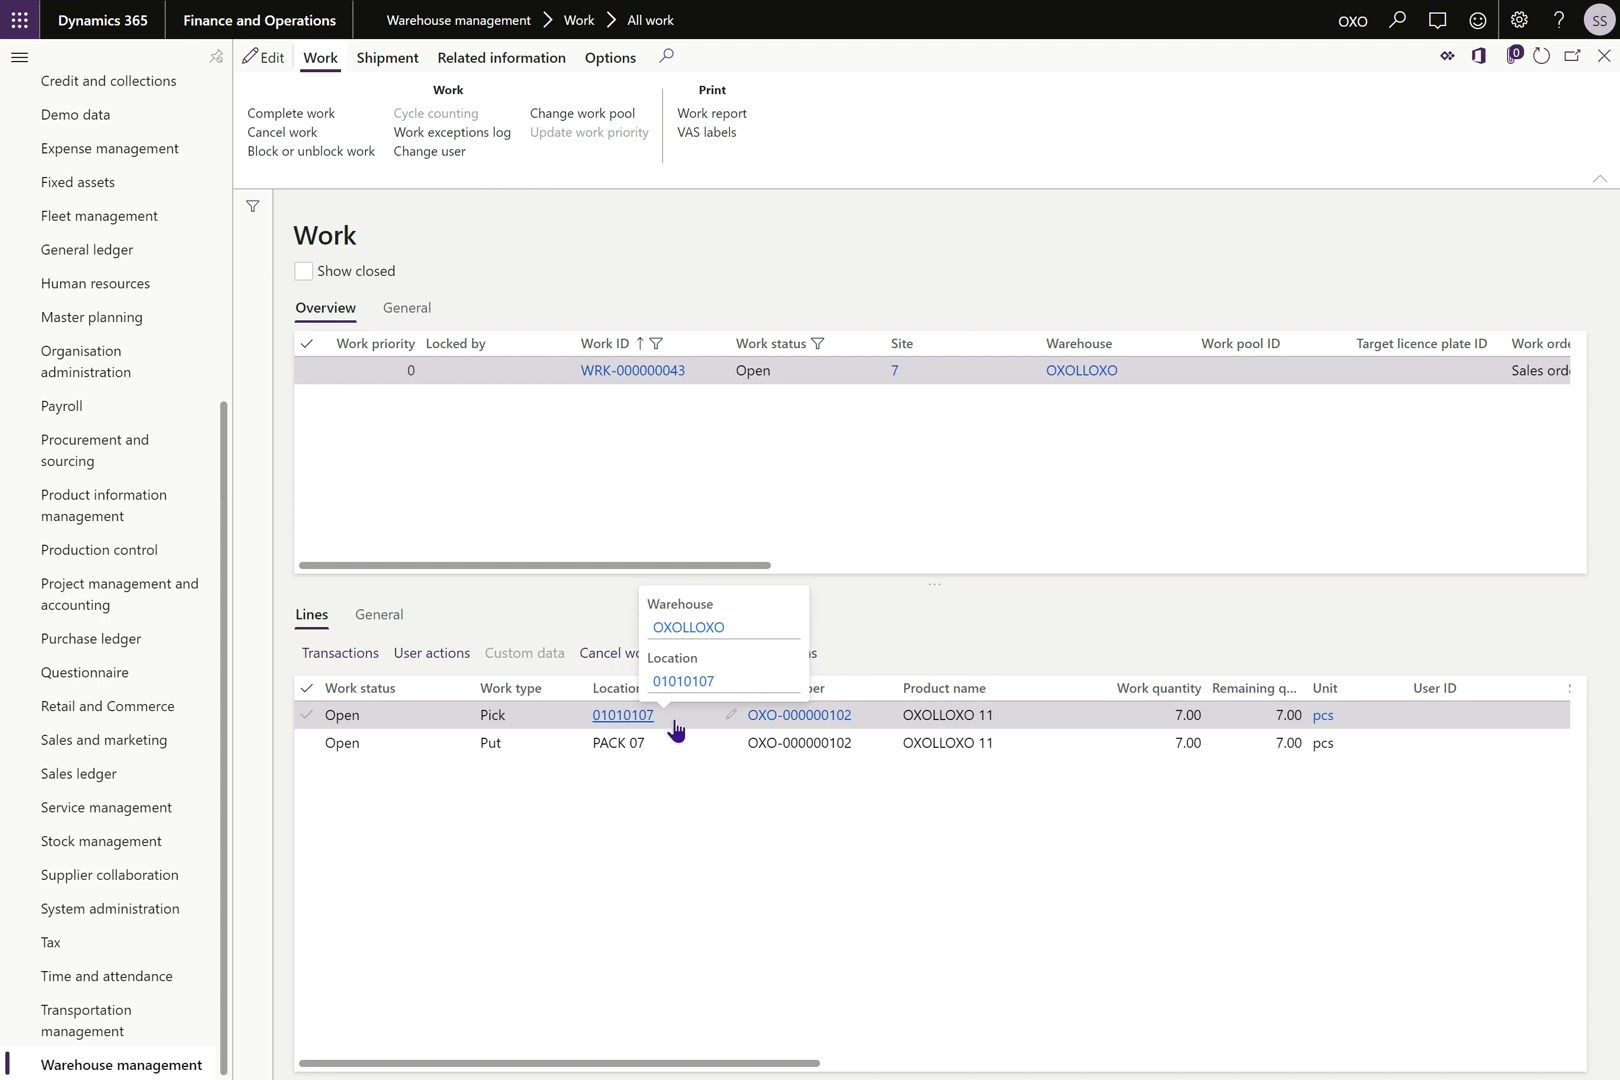 Dynamics 365 Finance and Operations Warehouse management Work All work OXO ? SS
Edit Work Shipment Related information Options 0
Work Print
Complete work Cycle counting Change work pool Work report
Cancel work Work exceptions log Update work priority VAS labels
Block or unblock work Change user
Credit and collections
Demo data
Expense management
Fixed assets
Fleet management
General ledger
Human resources
Master planning
Organisation
administration
Payroll
Procurement and
sourcing
Product information
management
Production control
Project management and
accounting
Purchase ledger
Questionnaire
Retail and Commerce
Sales and marketing
Sales ledger
Service management
Stock management
Supplier collaboration
System administration
Tax
Time and attendance
Transportation
management
Warehouse management
Work
Show closed
Overview General
Work priority Locked by Work ID Work status Site Warehouse Work pool ID Target licence plate ID Work orde
0 WRK-000000043 Open 7 OXOLLOXO Sales ord
Lines General
Warehouse
OXOLLOXO
Location
01010107
Transactions User actions Custom data Cancel wo
Work status Work type Location ber Product name Work quantity Remaining q... Unit User ID
Open Pick 01010107 OXO-000000102 OXOLLOXO 11 7.00 7.00 pcs
Open Put PACK 07 OXO-000000102 OXOLLOXO 11 7.00 7.00 pcs